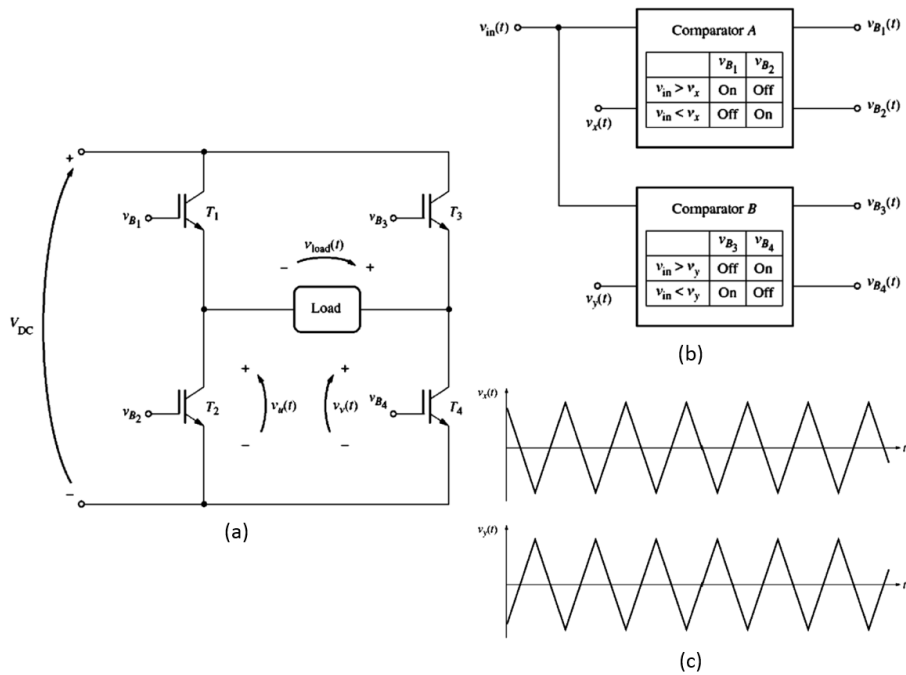 +
V_DC
−
v_B1
T1
v_B3
T3
v_load(t)
−
+
Load
v_B2
T2
+
v_u(t)
−
+
v_v(t)
−
v_B4
T4
(a)
v_in(t)
Comparator A
v_B1 v_B2
v_in > v_x On Off
v_in < v_x Off On
v_x(t)
v_B1(t)
v_B2(t)
Comparator B
v_B3 v_B4
v_in > v_y Off On
v_in < v_y On Off
v_y(t)
v_B3(t)
v_B4(t)
(b)
v_x(t)
t
v_y(t)
t
(c)